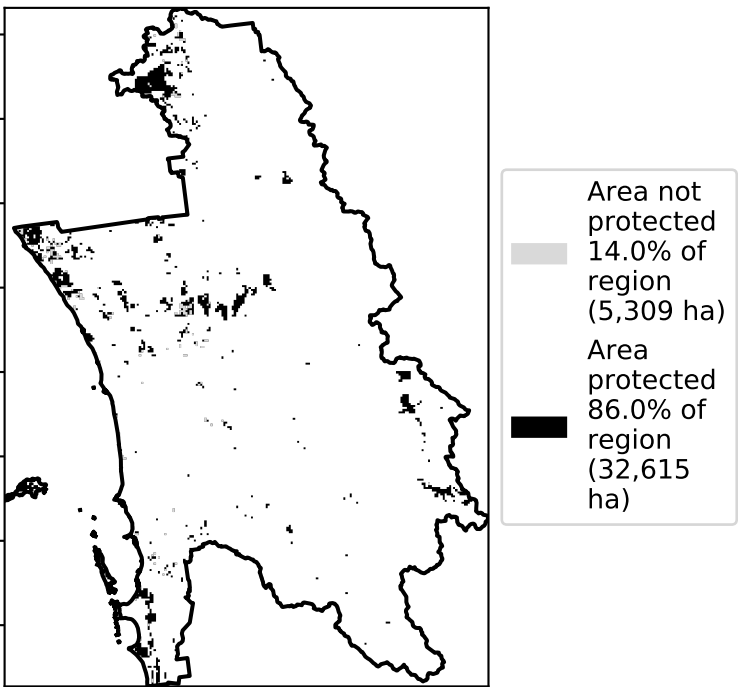 Area not
protected
14.0% of
region
(5,309 ha)
Area
protected
86.0% of
region
(32,615
ha)